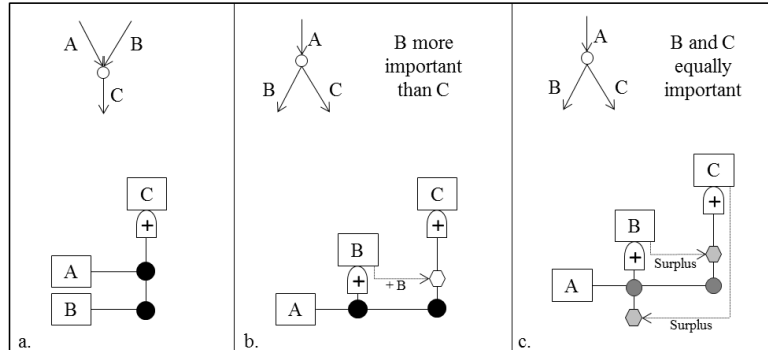 A
B
C
C
+
A
B
a.
A
B
C
B more
important
than C
C
+
B
+
+ B
A
b.
A
B
C
B and C
equally
important
C
+
B
+
Surplus
A
Surplus
c.